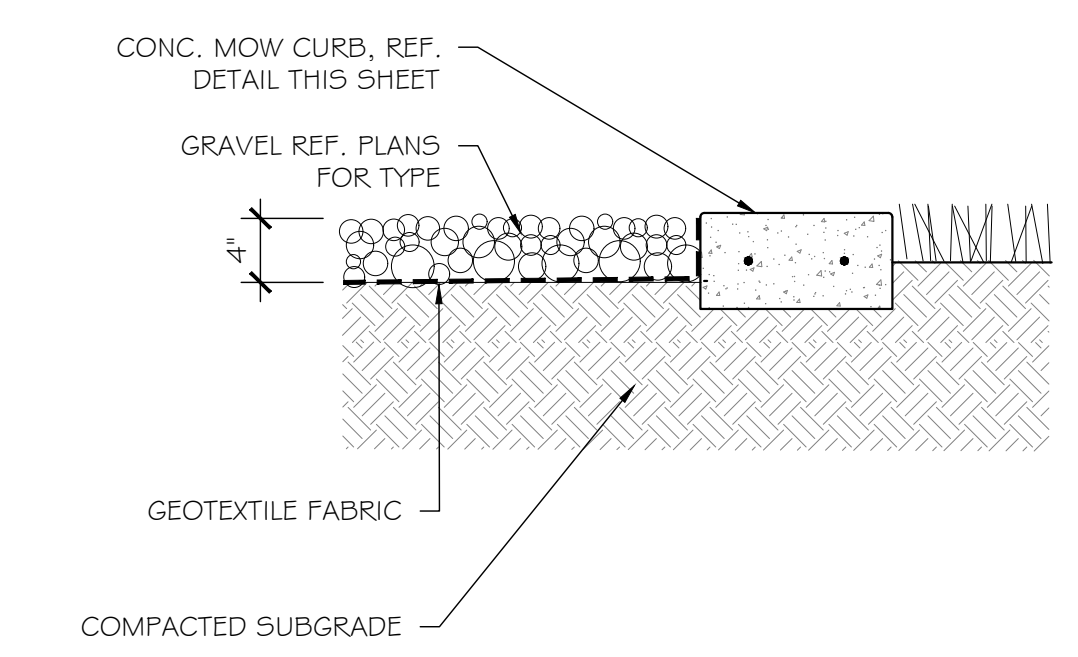 CONC. MOW CURB, REF.
DETAIL THIS SHEET
GRAVEL REF. PLANS
FOR TYPE
4"
GEOTEXTILE FABRIC
COMPACTED SUBGRADE